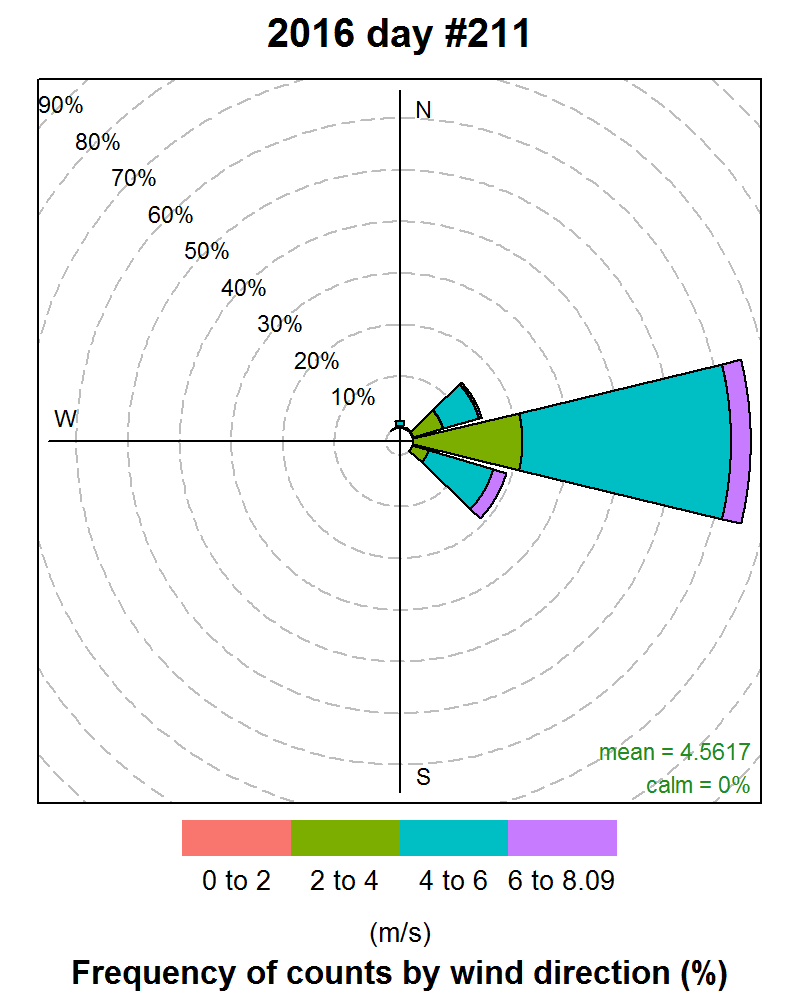 2016 day #211
90%
N
80%
70%
60%
50%
40%
30%
20%
10%
W
mean = 4.5617
S
calm = 0%
0 to 2 2 to 4 4 to 6 6 to 8.09
(m/s)
Frequency of counts by wind direction (%)